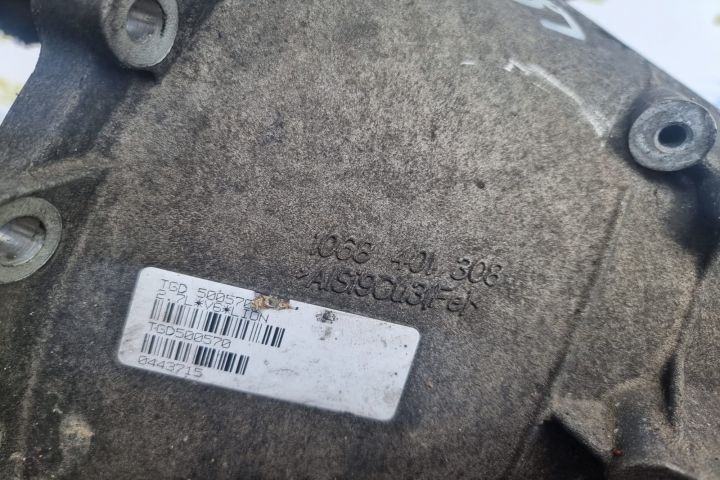 1068 401 308
>AlSi9Cu3(Fe)<
TGD 500570
2.7L*V6*LION
TGD500570
0443715